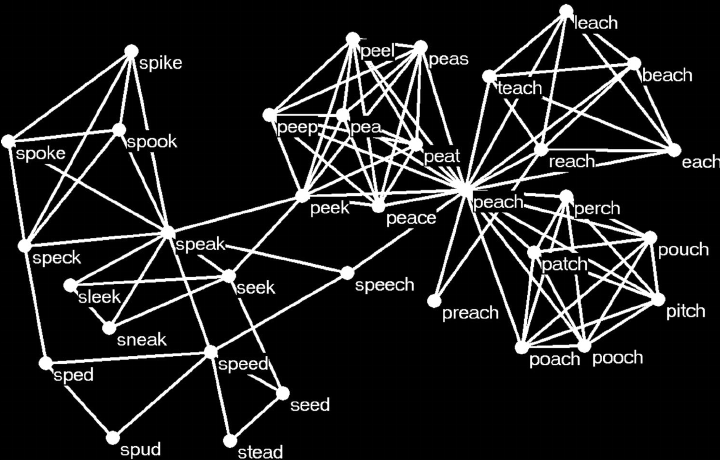 leach
spike
peel
peas
beach
teach
peep
pea
spook
spoke
peat
reach
each
peek
peace
peach
perch
speak
pouch
speck
patch
sleek
seek
speech
preach
pitch
sneak
poach
pooch
sped
speed
seed
spud
stead